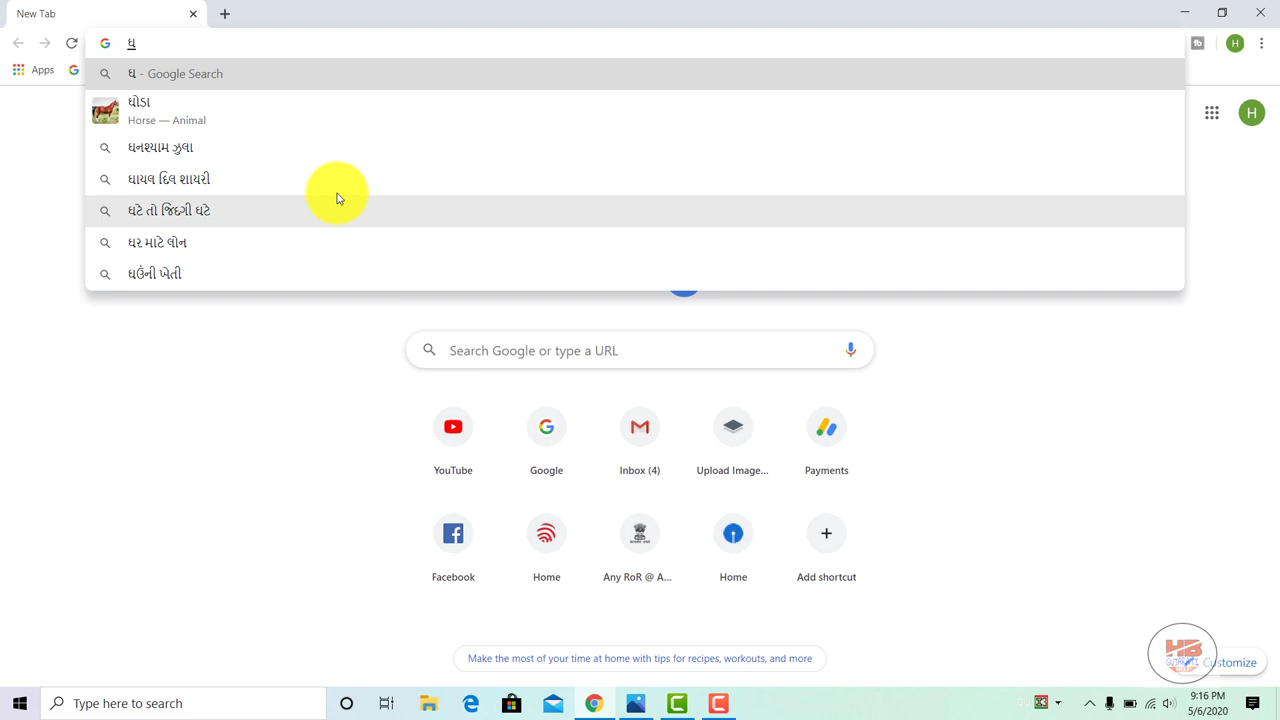 New Tab
ઘ
Apps
ઘ - Google Search
ઘોડા
Horse — Animal
ઘનશ્યામ ઝુલા
ઘાયલ દિલ શાયરી
ઘટે તો જિંદગી ઘટે
ઘર માટે લોન
ઘઉંની ખેતી
H
H
Search Google or type a URL
YouTube
Google
Inbox (4)
Upload Image...
Payments
Facebook
Home
Any RoR @ A...
Home
Add shortcut
Make the most of your time at home with tips for recipes, workouts, and more
HB
GUJARATI
Customize
Type here to search
9:16 PM
5/6/2020